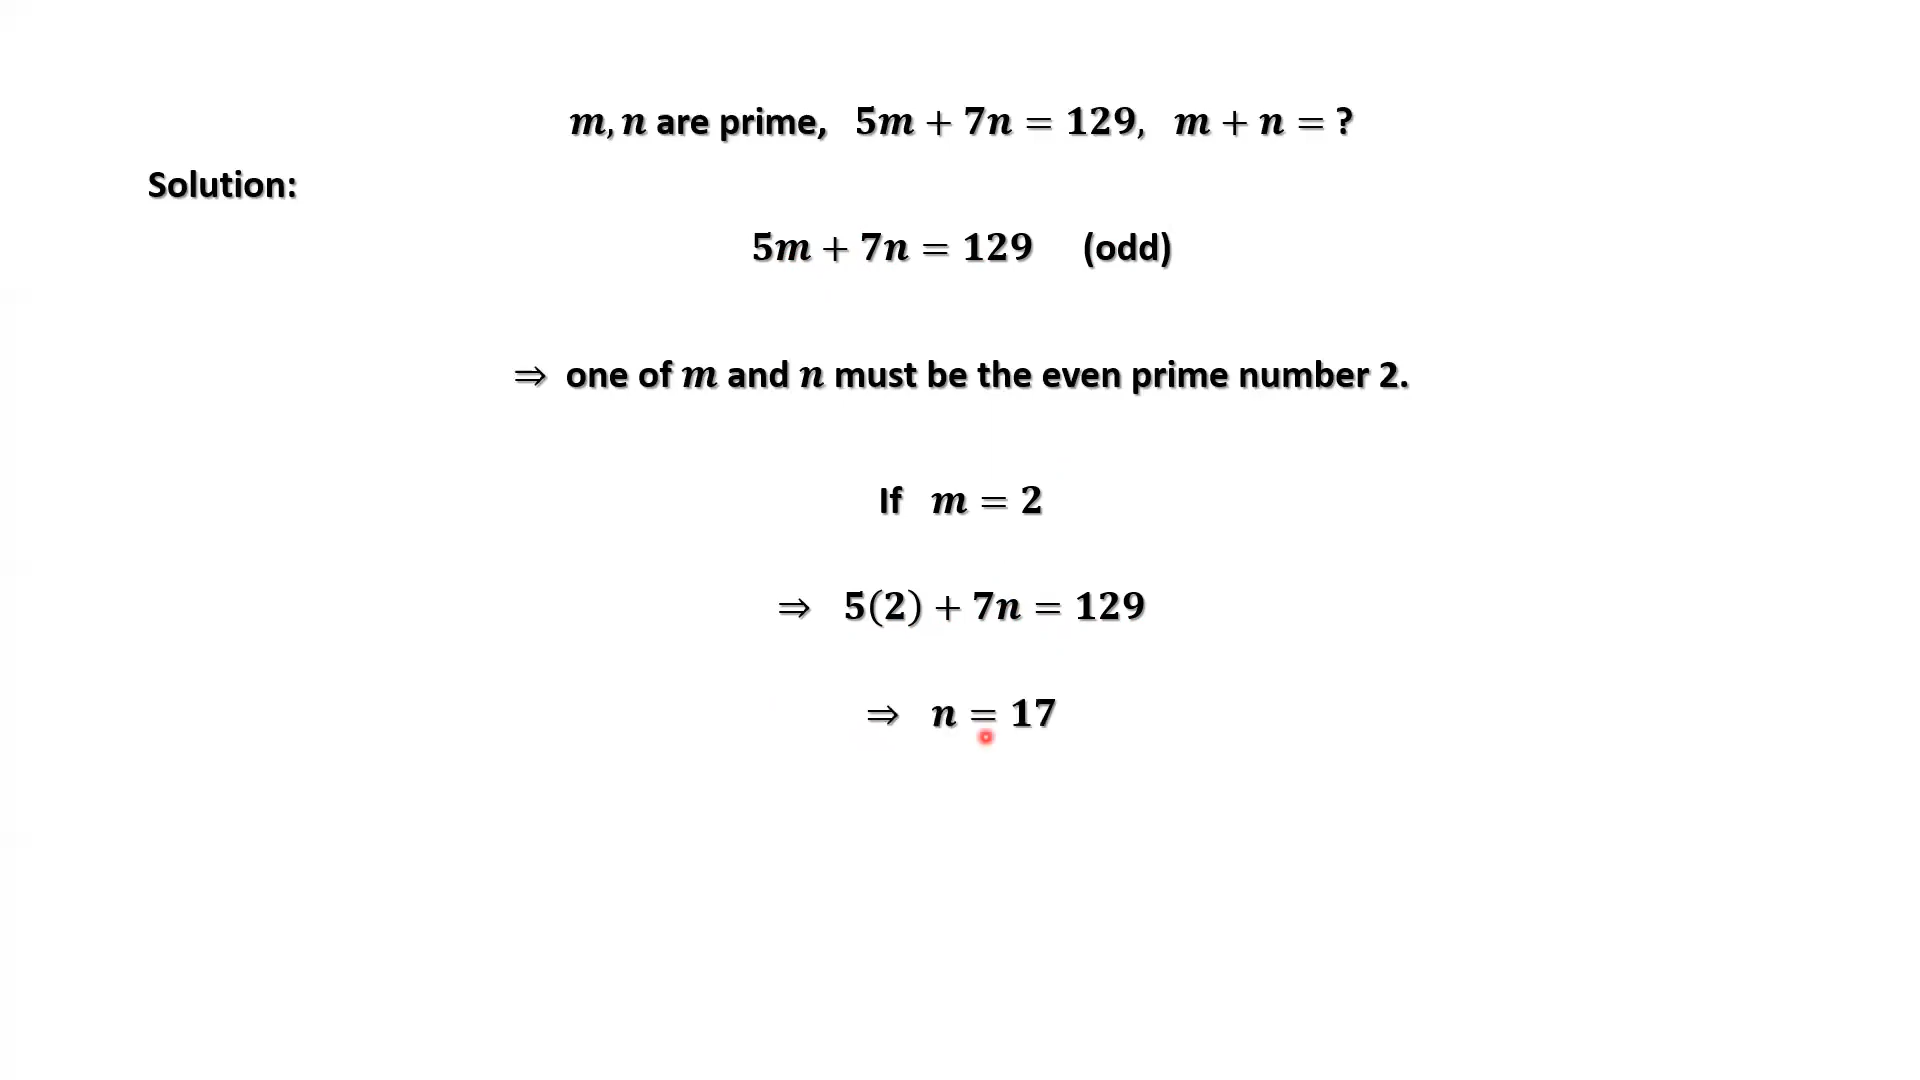 m, n are prime, 5m + 7n = 129, m + n = ?
Solution:
5m + 7n = 129 (odd)
⇒ one of m and n must be the even prime number 2.
If m = 2
⇒ 5(2) + 7n = 129
⇒ n = 17